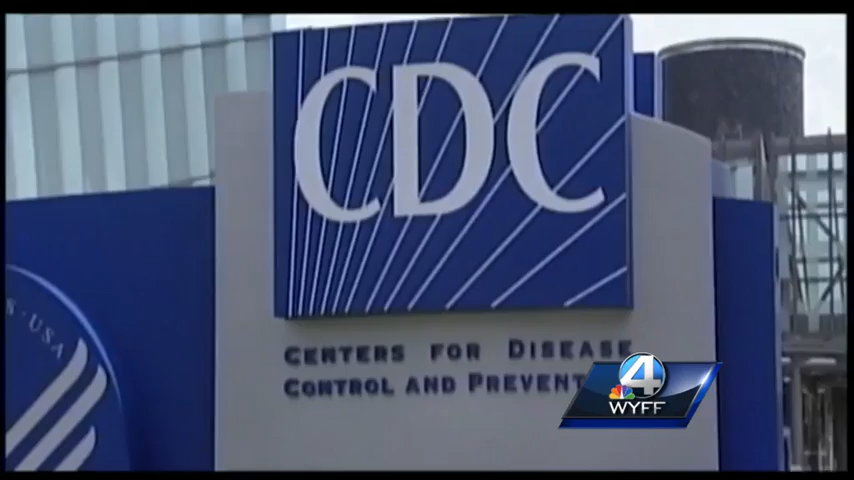 CDC
S · USA
CENTERS FOR DISEASE
CONTROL AND PREVENT
4
WYFF